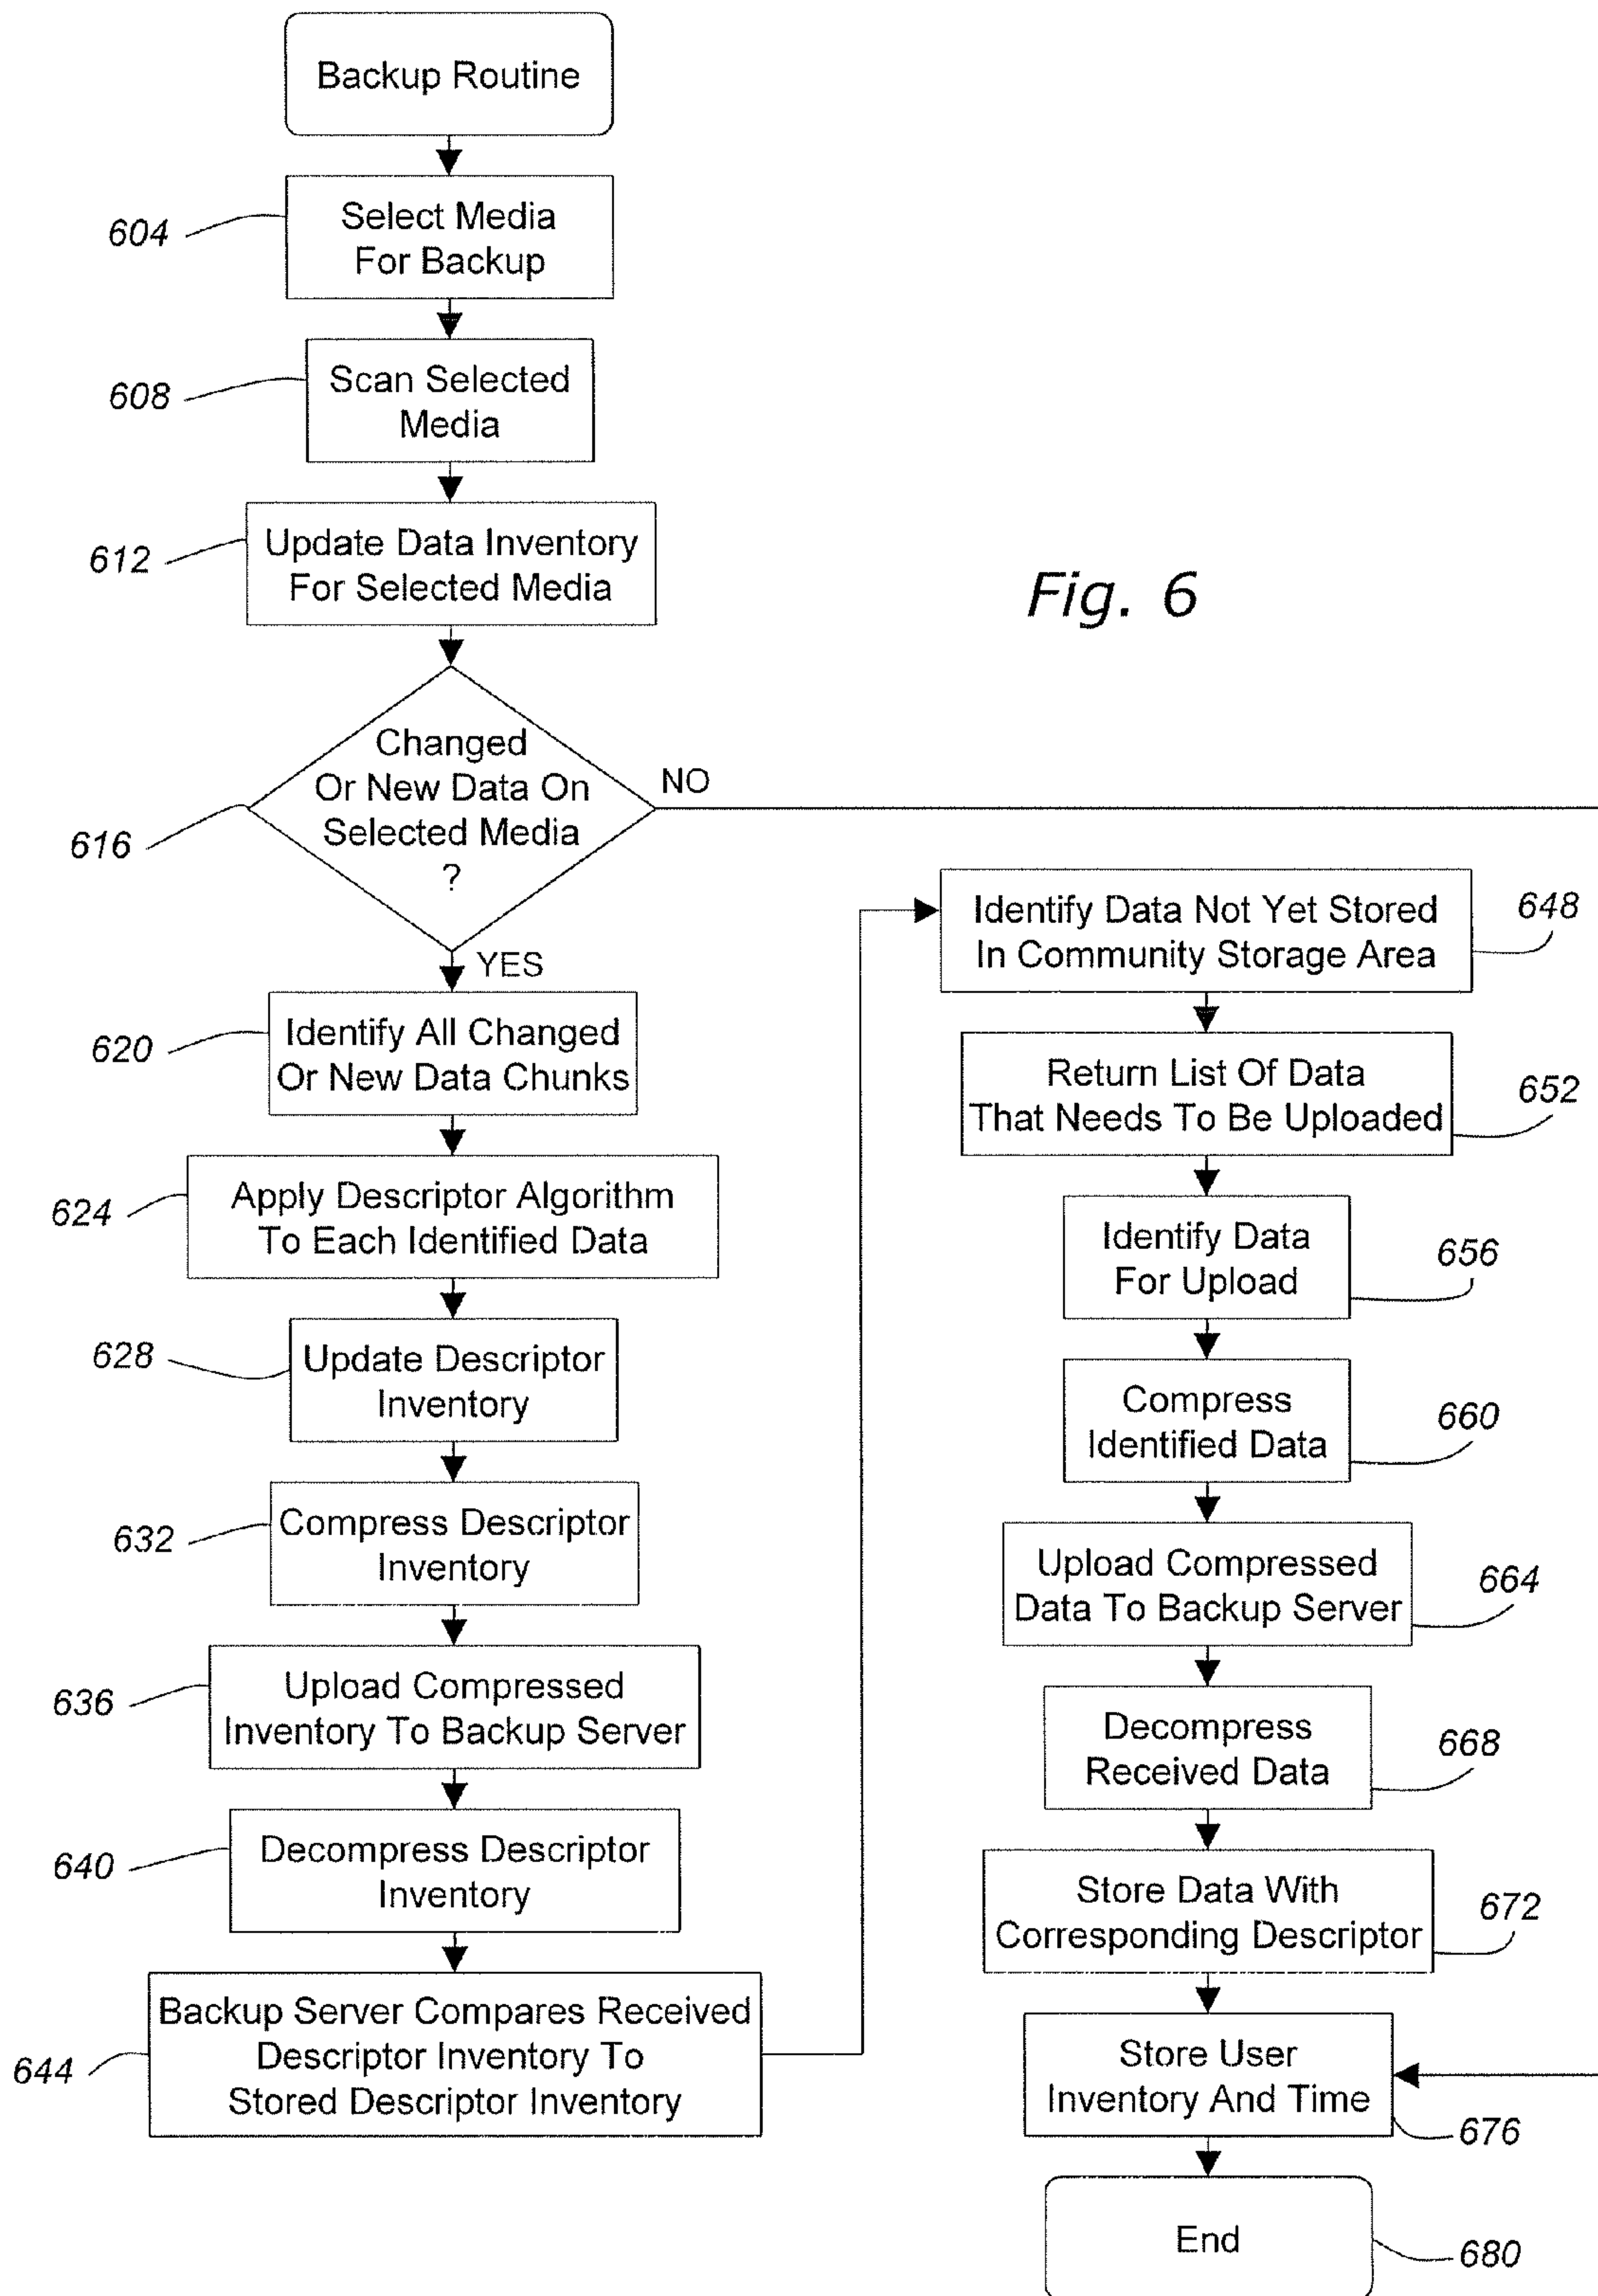 Backup Routine
604
Select Media
For Backup
608
Scan Selected
Media
612
Update Data Inventory
For Selected Media
Fig. 6
616
Changed
Or New Data On
Selected Media
?
NO
YES
620
Identify All Changed
Or New Data Chunks
624
Apply Descriptor Algorithm
To Each Identified Data
628
Update Descriptor
Inventory
632
Compress Descriptor
Inventory
636
Upload Compressed
Inventory To Backup Server
640
Decompress Descriptor
Inventory
644
Backup Server Compares Received
Descriptor Inventory To
Stored Descriptor Inventory
Identify Data Not Yet Stored
In Community Storage Area
648
Return List Of Data
That Needs To Be Uploaded
652
Identify Data
For Upload
656
Compress
Identified Data
660
Upload Compressed
Data To Backup Server
664
Decompress
Received Data
668
Store Data With
Corresponding Descriptor
672
Store User
Inventory And Time
676
End
680